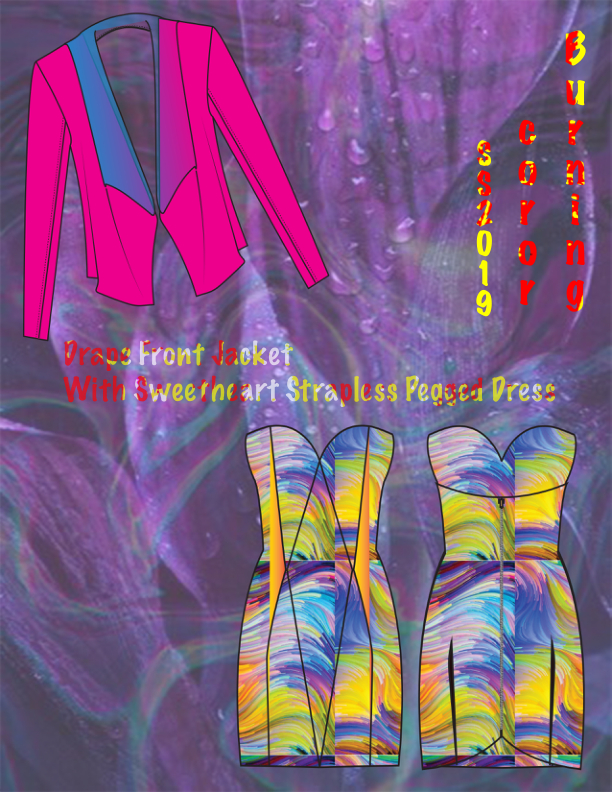 Burning
coror
ss2019
Drape Front Jacket
With Sweetheart Strapless Pegged Dress